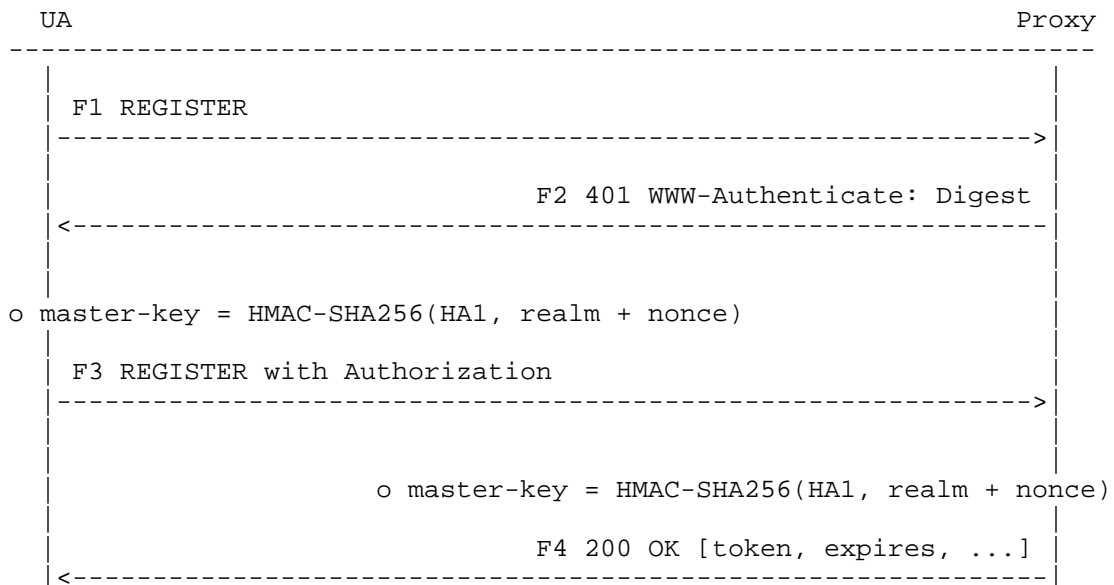 UA Proxy
F1 REGISTER
F2 401 WWW-Authenticate: Digest
o master-key = HMAC-SHA256(HA1, realm + nonce)
F3 REGISTER with Authorization
o master-key = HMAC-SHA256(HA1, realm + nonce)
F4 200 OK [token, expires, ...]